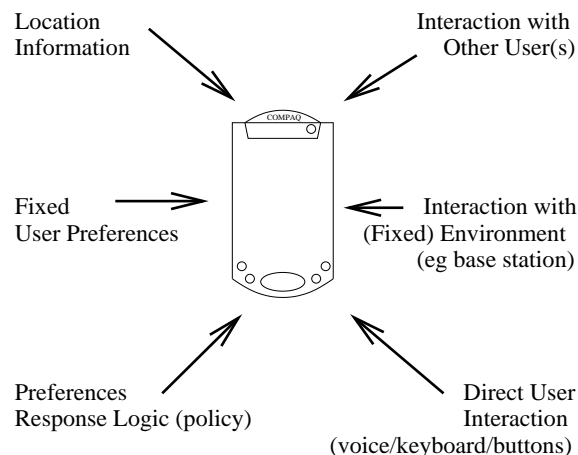 Location
Information
Interaction with
Other User(s)
COMPAQ
Fixed
User Preferences
Interaction with
(Fixed) Environment
(eg base station)
Preferences
Response Logic (policy)
Direct User
Interaction
(voice/keyboard/buttons)